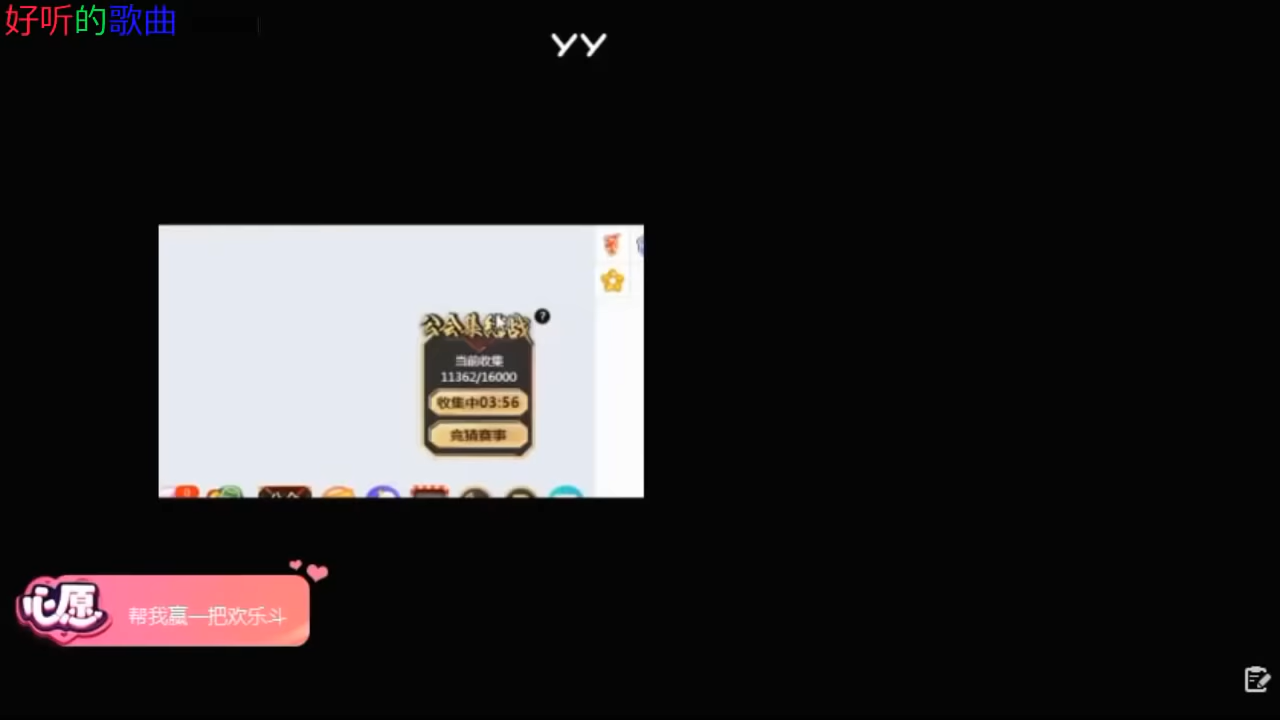 好听的歌曲
YY
公会集结战
?
当前收集
11362/16000
收集中03:56
竞猜赛事
心愿
帮我赢一把欢乐斗